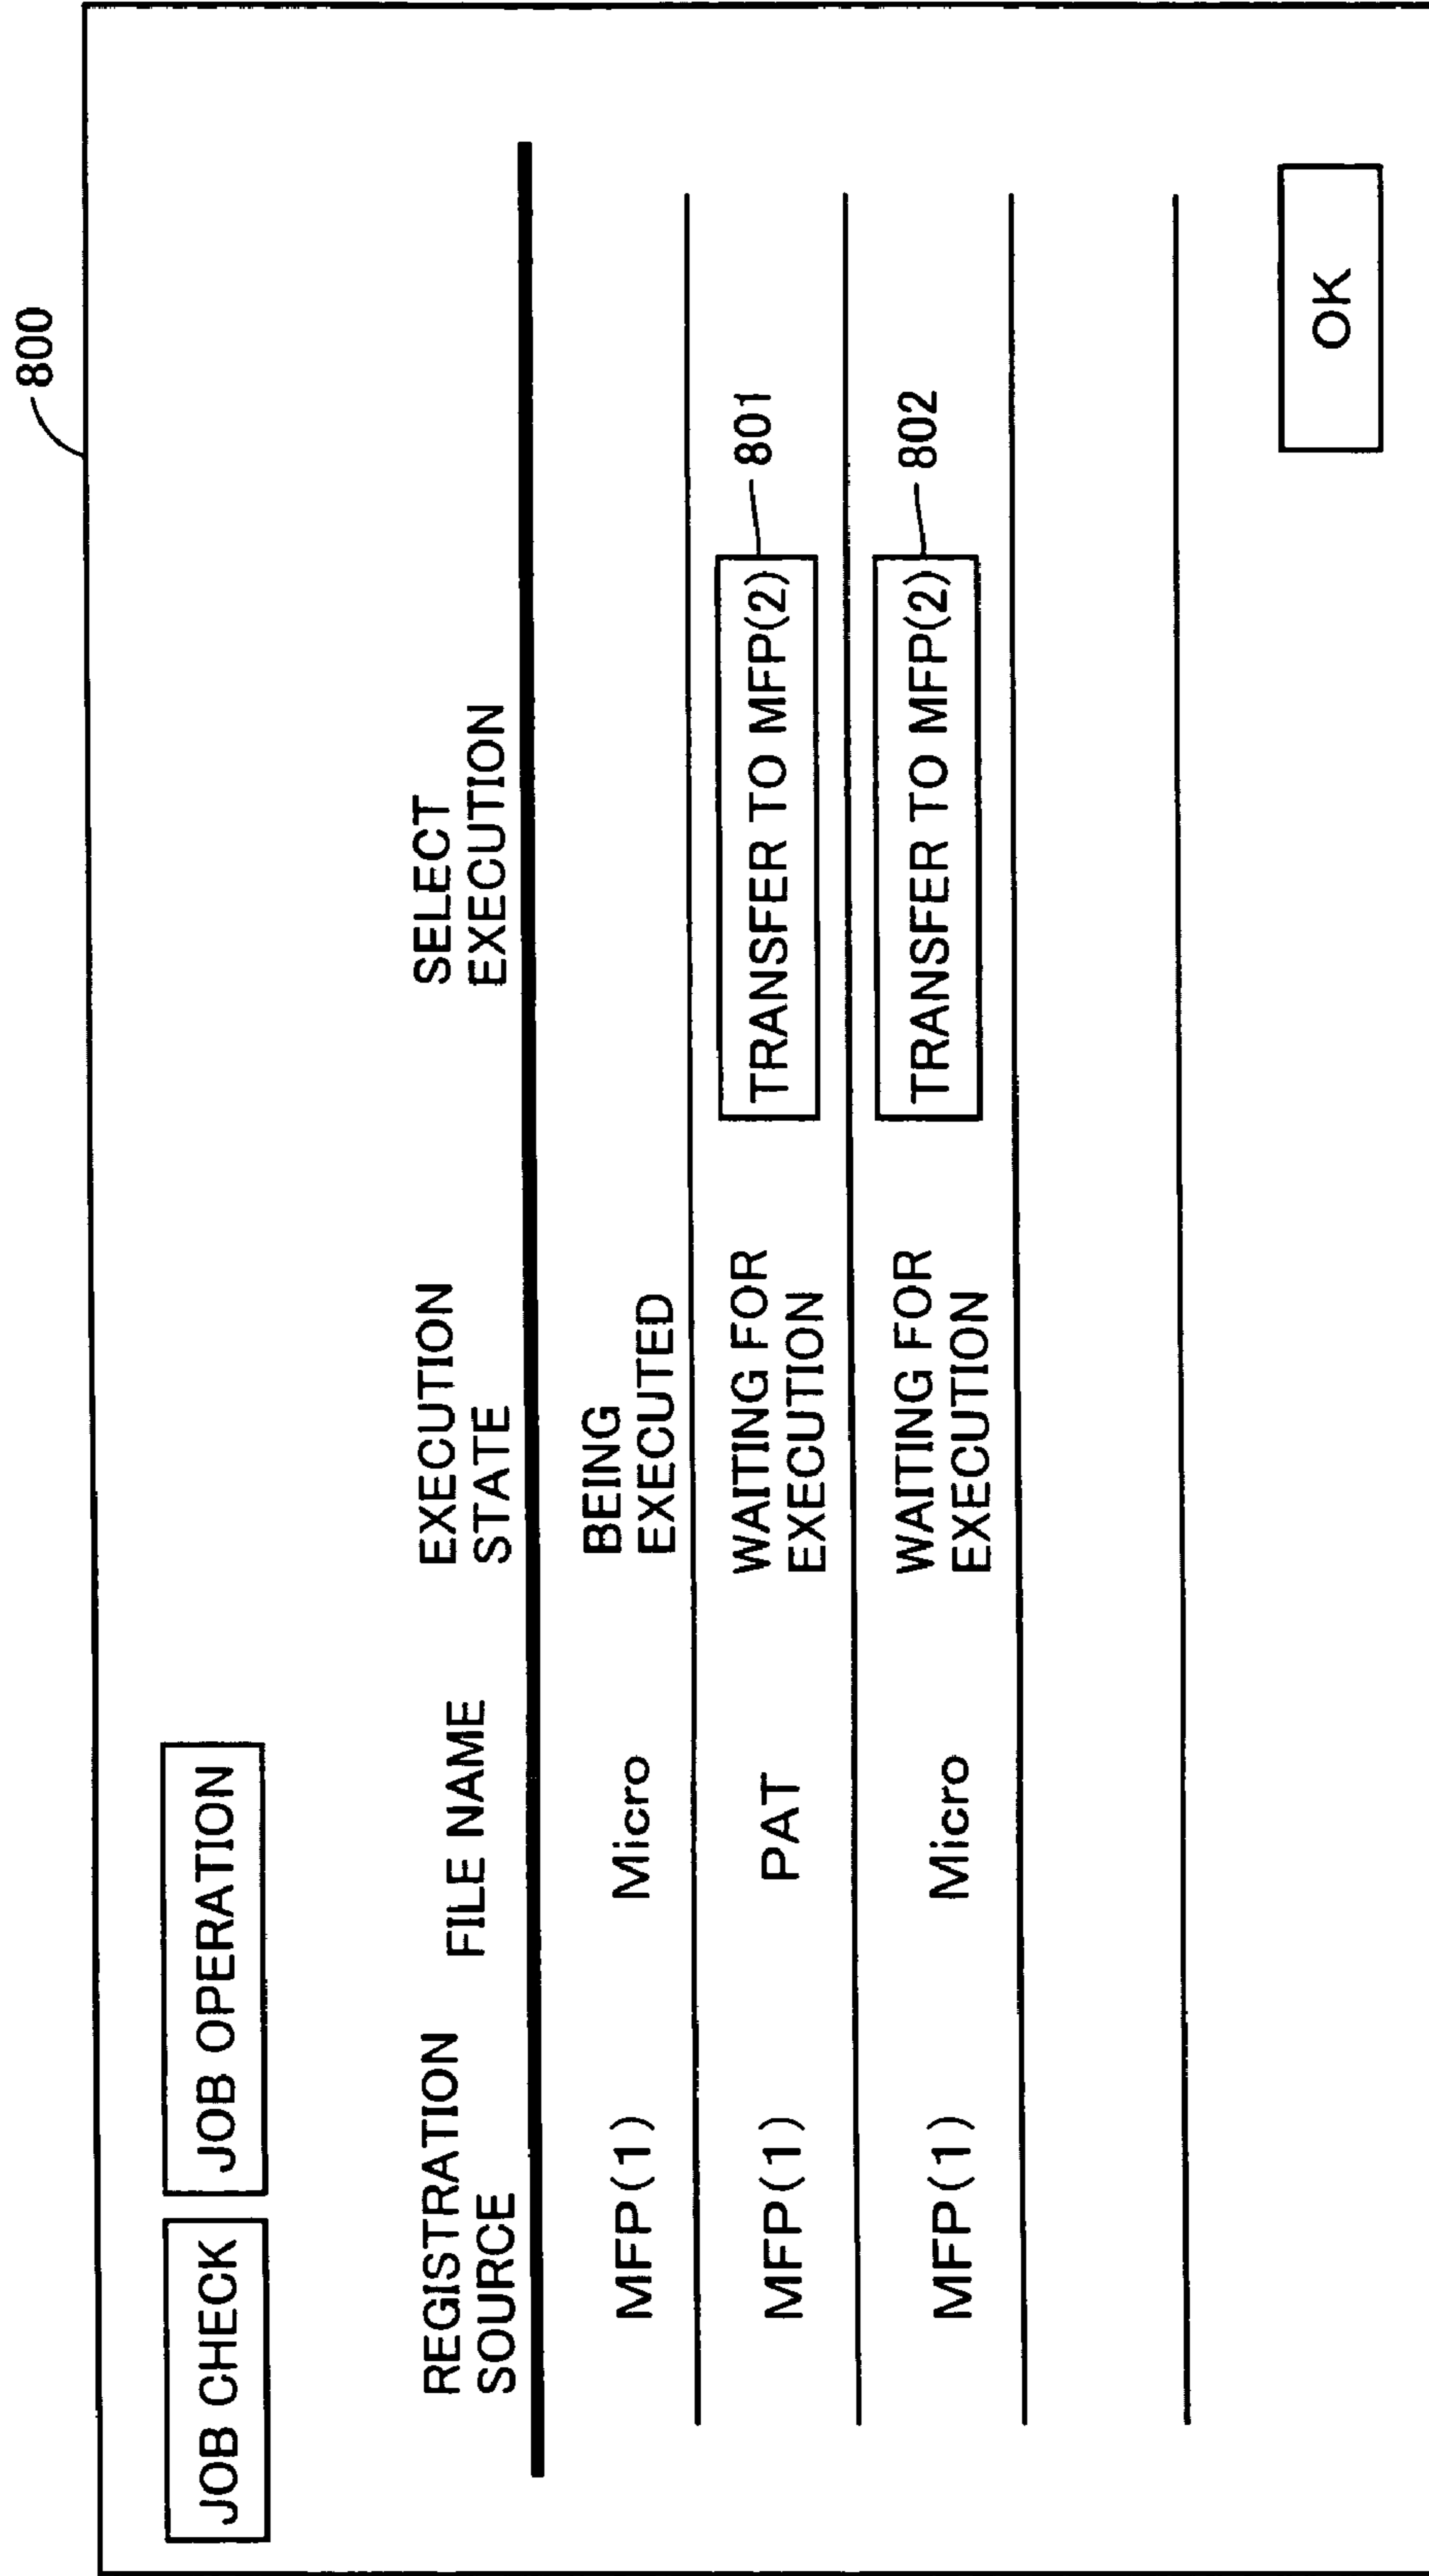 800
JOB CHECK JOB OPERATION
REGISTRATION SOURCE FILE NAME EXECUTION STATE SELECT EXECUTION
MFP(1) Micro BEING EXECUTED
MFP(1) PAT WAITING FOR EXECUTION TRANSFER TO MFP(2) 801
MFP(1) Micro WAITING FOR EXECUTION TRANSFER TO MFP(2) 802
OK